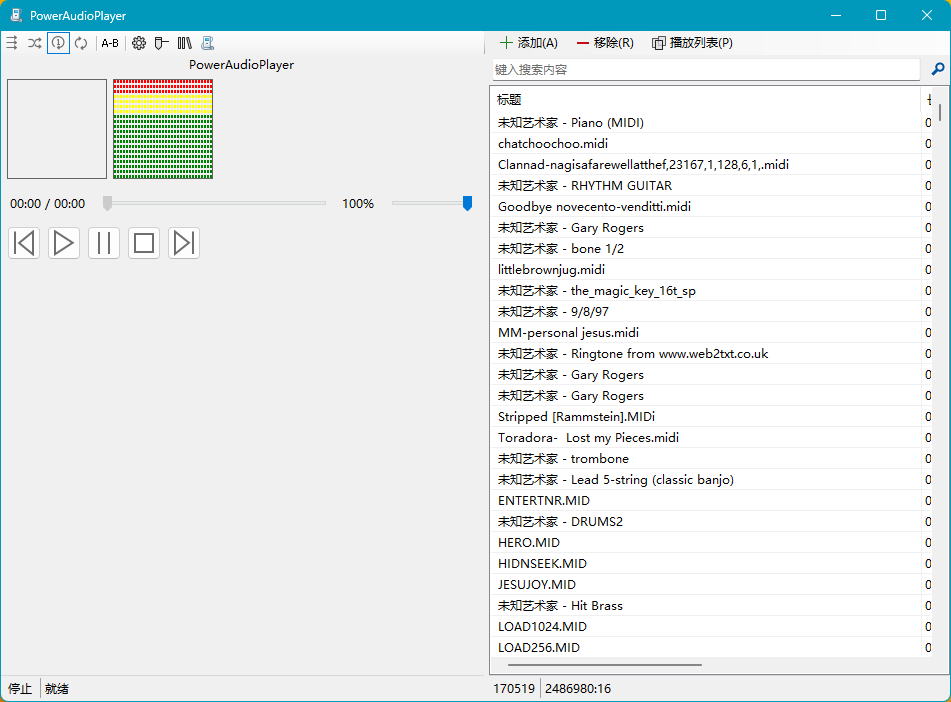 PowerAudioPlayer
A-B
PowerAudioPlayer
00:00 / 00:00
100%
停止
就绪
添加(A)
移除(R)
播放列表(P)
键入搜索内容
标题
未知艺术家 - Piano (MIDI)
0
chatchoochoo.midi
0
Clannad-nagisafarewellatthef,23167,1,128,6,1,.midi
0
未知艺术家 - RHYTHM GUITAR
0
Goodbye novecento-venditti.midi
0
未知艺术家 - Gary Rogers
0
未知艺术家 - bone 1/2
0
littlebrownjug.midi
0
未知艺术家 - the_magic_key_16t_sp
0
未知艺术家 - 9/8/97
0
MM-personal jesus.midi
0
未知艺术家 - Ringtone from www.web2txt.co.uk
0
未知艺术家 - Gary Rogers
0
未知艺术家 - Gary Rogers
0
Stripped [Rammstein].MIDi
0
Toradora-  Lost my Pieces.midi
0
未知艺术家 - trombone
0
未知艺术家 - Lead 5-string (classic banjo)
0
ENTERTNR.MID
0
未知艺术家 - DRUMS2
0
HERO.MID
0
HIDNSEEK.MID
0
JESUJOY.MID
0
未知艺术家 - Hit Brass
0
LOAD1024.MID
0
LOAD256.MID
0
170519
2486980:16